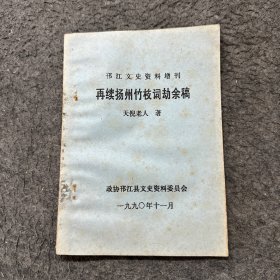 邗江文史资料增刊
再续扬州竹枝词劫余稿
天倪老人 著
政协邗江县文史资料委员会
一九九〇年十一月